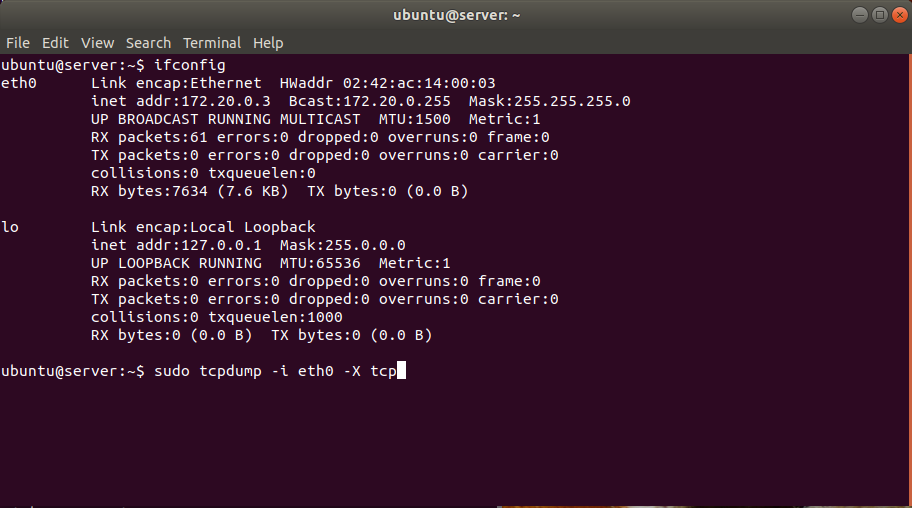 ubuntu@server: ~
File Edit View Search Terminal Help
ubuntu@server:~$ ifconfig
eth0      Link encap:Ethernet  HWaddr 02:42:ac:14:00:03
          inet addr:172.20.0.3  Bcast:172.20.0.255  Mask:255.255.255.0
          UP BROADCAST RUNNING MULTICAST  MTU:1500  Metric:1
          RX packets:61 errors:0 dropped:0 overruns:0 frame:0
          TX packets:0 errors:0 dropped:0 overruns:0 carrier:0
          collisions:0 txqueuelen:0
          RX bytes:7634 (7.6 KB)  TX bytes:0 (0.0 B)
lo        Link encap:Local Loopback
          inet addr:127.0.0.1  Mask:255.0.0.0
          UP LOOPBACK RUNNING  MTU:65536  Metric:1
          RX packets:0 errors:0 dropped:0 overruns:0 frame:0
          TX packets:0 errors:0 dropped:0 overruns:0 carrier:0
          collisions:0 txqueuelen:1000
          RX bytes:0 (0.0 B)  TX bytes:0 (0.0 B)
ubuntu@server:~$ sudo tcpdump -i eth0 -X tcp